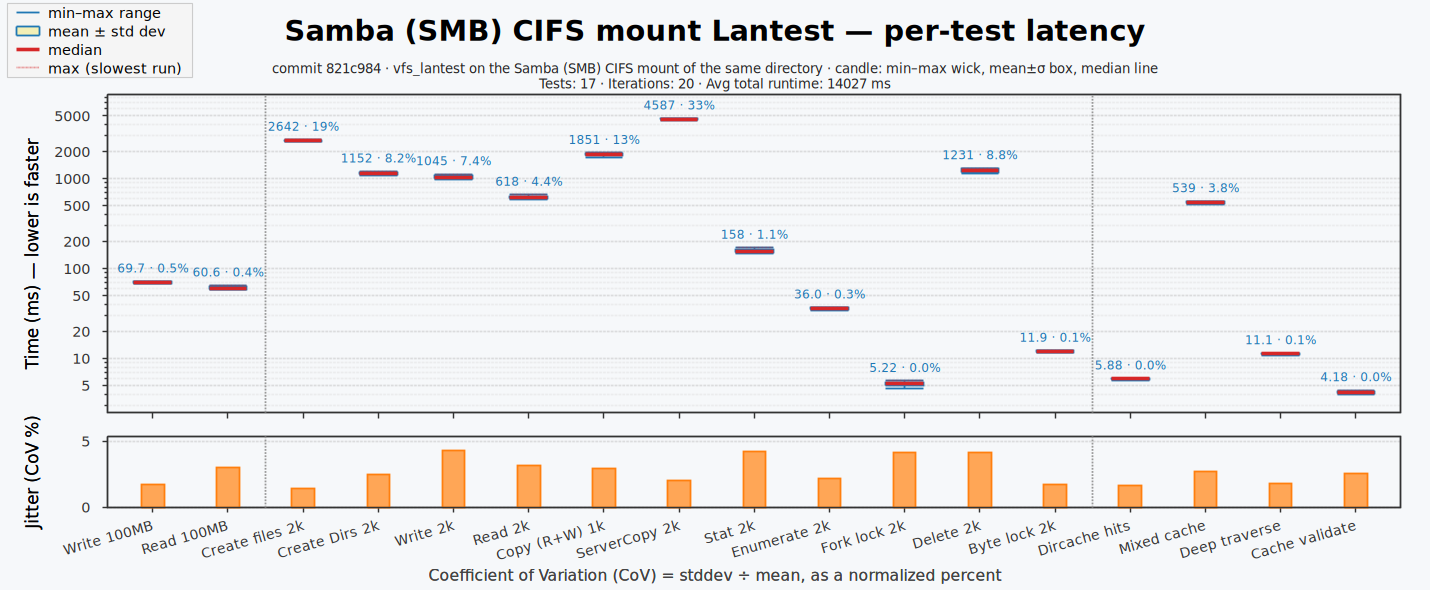 min–max range
mean ± std dev
median
max (slowest run)
Samba (SMB) CIFS mount Lantest — per-test latency
commit 821c984 · vfs_lantest on the Samba (SMB) CIFS mount of the same directory · candle: min–max wick, mean±σ box, median line
Tests: 17 · Iterations: 20 · Avg total runtime: 14027 ms
Time (ms) — lower is faster
5000
2000
1000
500
200
100
50
20
10
5
69.7 · 0.5%
60.6 · 0.4%
2642 · 19%
1152 · 8.2%
1045 · 7.4%
618 · 4.4%
1851 · 13%
4587 · 33%
158 · 1.1%
36.0 · 0.3%
5.22 · 0.0%
1231 · 8.8%
11.9 · 0.1%
5.88 · 0.0%
539 · 3.8%
11.1 · 0.1%
4.18 · 0.0%
Jitter (CoV %)
5
0
Write 100MB
Read 100MB
Create files 2k
Create Dirs 2k
Write 2k
Read 2k
Copy (R+W) 1k
ServerCopy 2k
Stat 2k
Enumerate 2k
Fork lock 2k
Delete 2k
Byte lock 2k
Dircache hits
Mixed cache
Deep traverse
Cache validate
Coefficient of Variation (CoV) = stddev ÷ mean, as a normalized percent